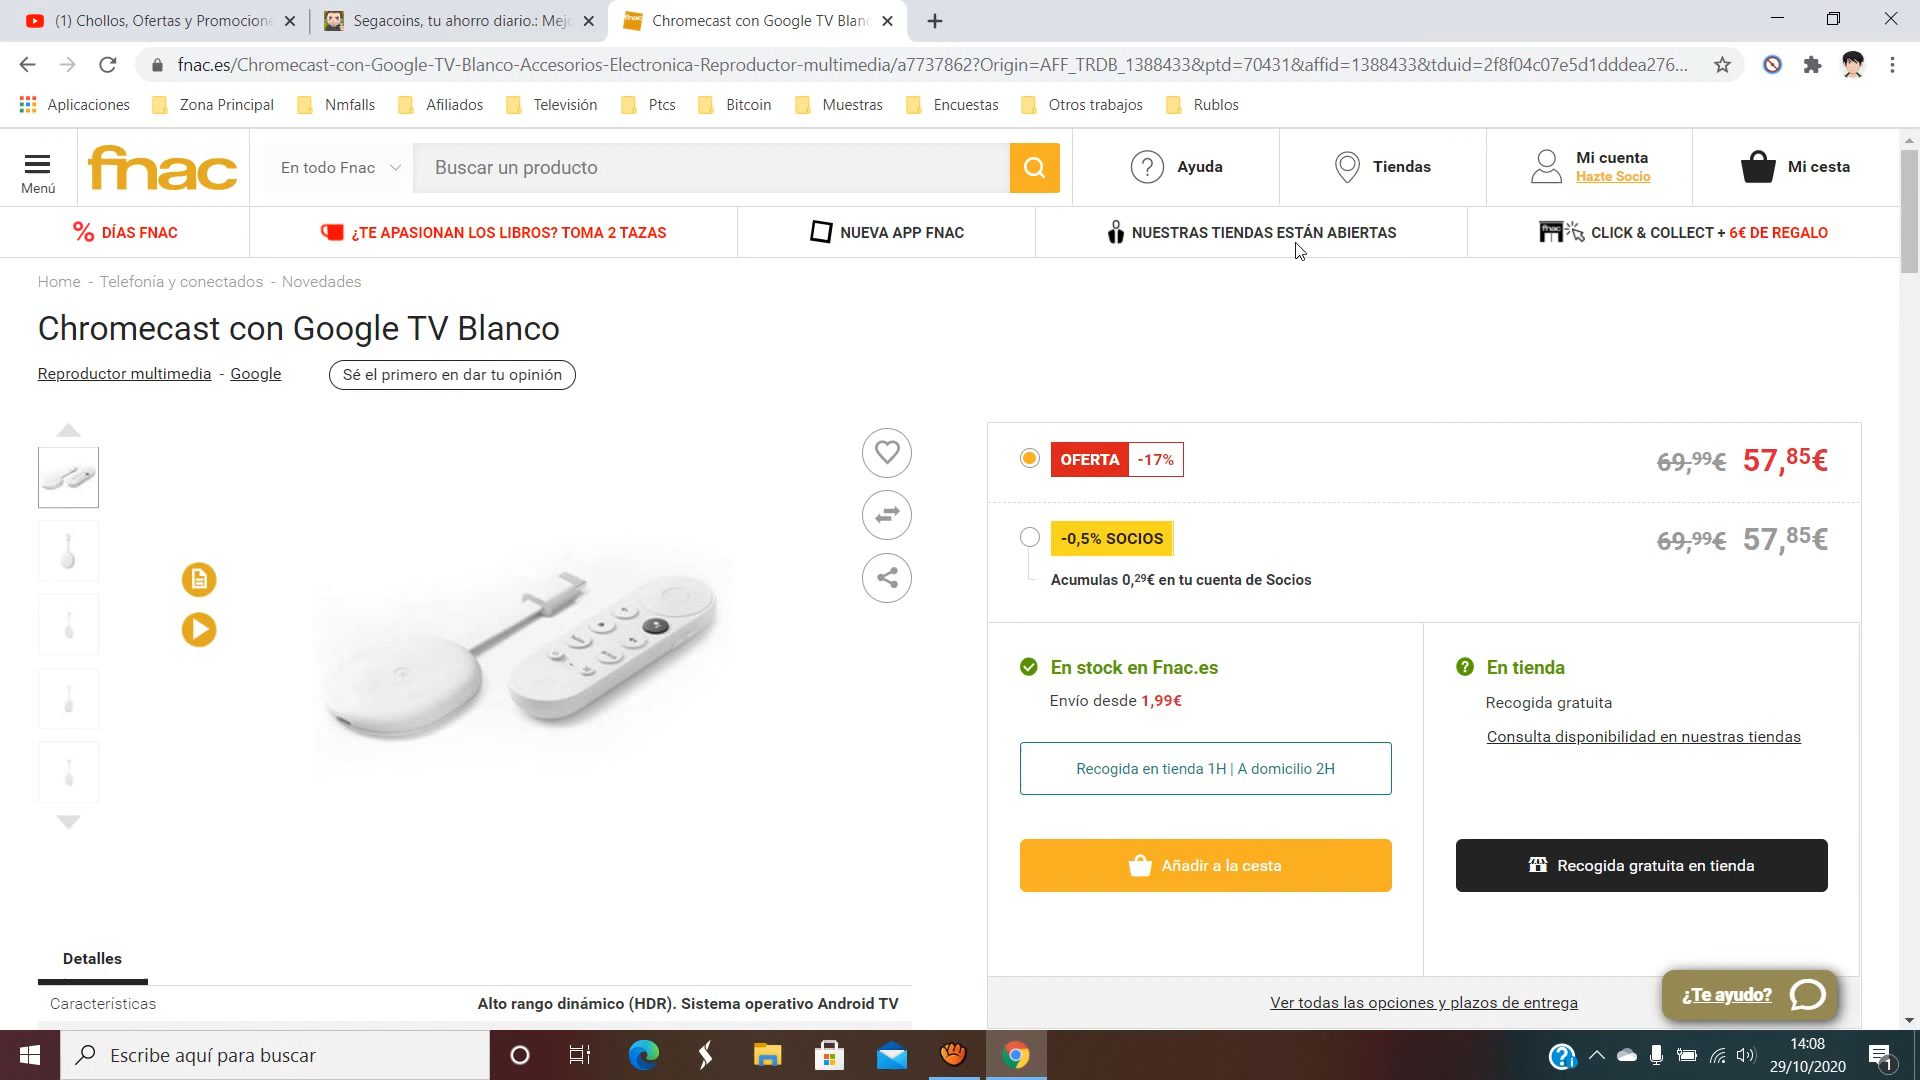 (1) Chollos, Ofertas y Promocione
Segacoins, tu ahorro diario.: Mejo
Chromecast con Google TV Blanc
fnac.es/Chromecast-con-Google-TV-Blanco-Accesorios-Electronica-Reproductor-multimedia/a7737862?Origin=AFF_TRDB_1388433&ptd=70431&affid=1388433&tduid=2f8f04c07e5d1dddea276...
Aplicaciones
Zona Principal
Nmfalls
Afiliados
Televisión
Ptcs
Bitcoin
Muestras
Encuestas
Otros trabajos
Rublos
Menú
fnac
En todo Fnac
Buscar un producto
Ayuda
Tiendas
Mi cuenta
Hazte Socio
Mi cesta
% DÍAS FNAC
¿TE APASIONAN LOS LIBROS? TOMA 2 TAZAS
NUEVA APP FNAC
NUESTRAS TIENDAS ESTÁN ABIERTAS
fnac
CLICK & COLLECT + 6€ DE REGALO
Home - Telefonía y conectados - Novedades
Chromecast con Google TV Blanco
Reproductor multimedia - Google
Sé el primero en dar tu opinión
OFERTA -17%
69,99€ 57,85€
-0,5% SOCIOS
69,99€ 57,85€
Acumulas 0,29€ en tu cuenta de Socios
En stock en Fnac.es
Envío desde 1,99€
Recogida en tienda 1H | A domicilio 2H
Añadir a la cesta
En tienda
Recogida gratuita
Consulta disponibilidad en nuestras tiendas
Recogida gratuita en tienda
Ver todas las opciones y plazos de entrega
¿Te ayudo?
Detalles
Características
Alto rango dinámico (HDR). Sistema operativo Android TV
Escribe aquí para buscar
14:08
29/10/2020
1